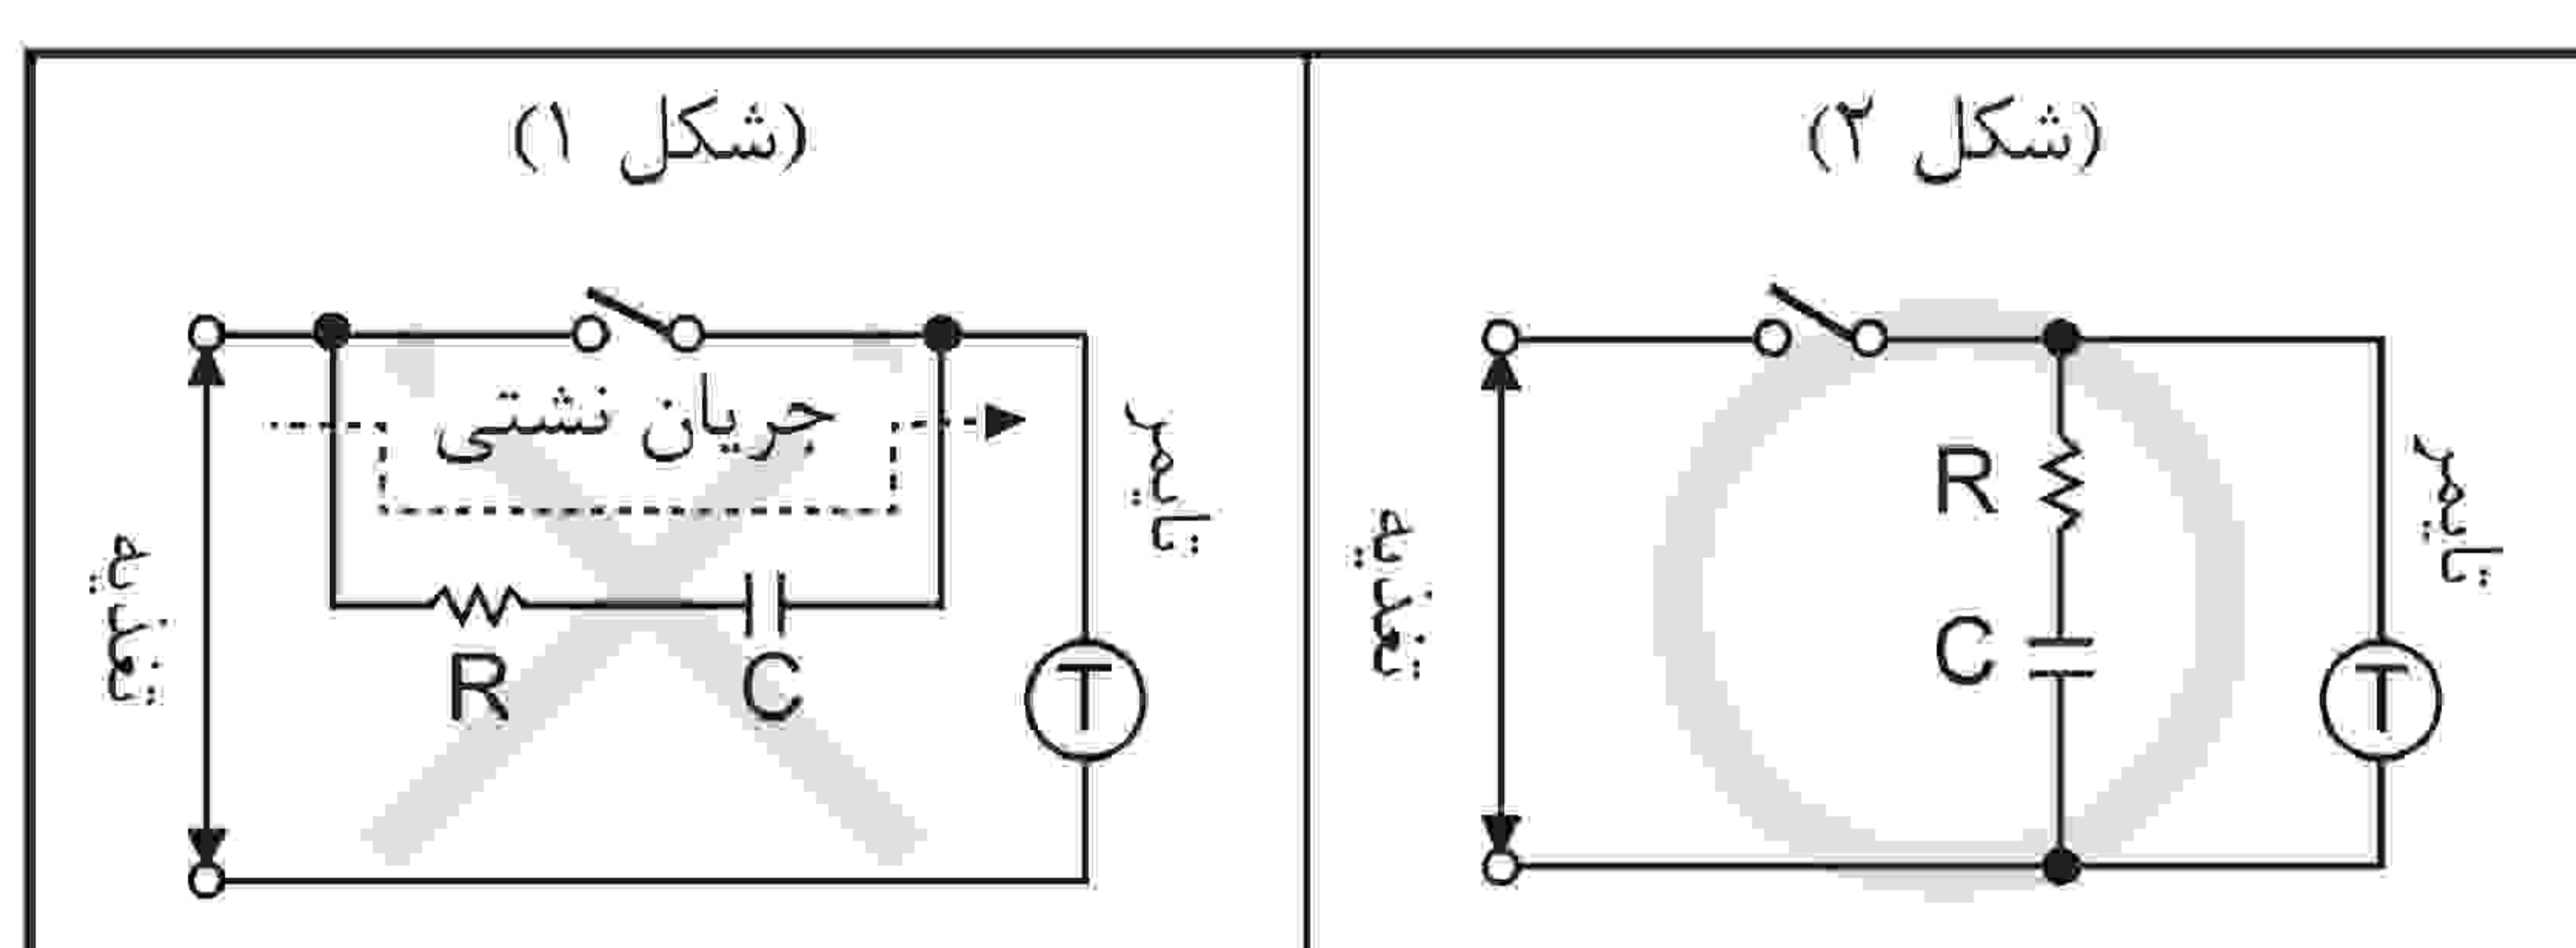 (شکل ۱)
جریان نشتی
تغذیه
تایمر
R
C
T
(شکل ۲)
تغذیه
تایمر
R
C
T